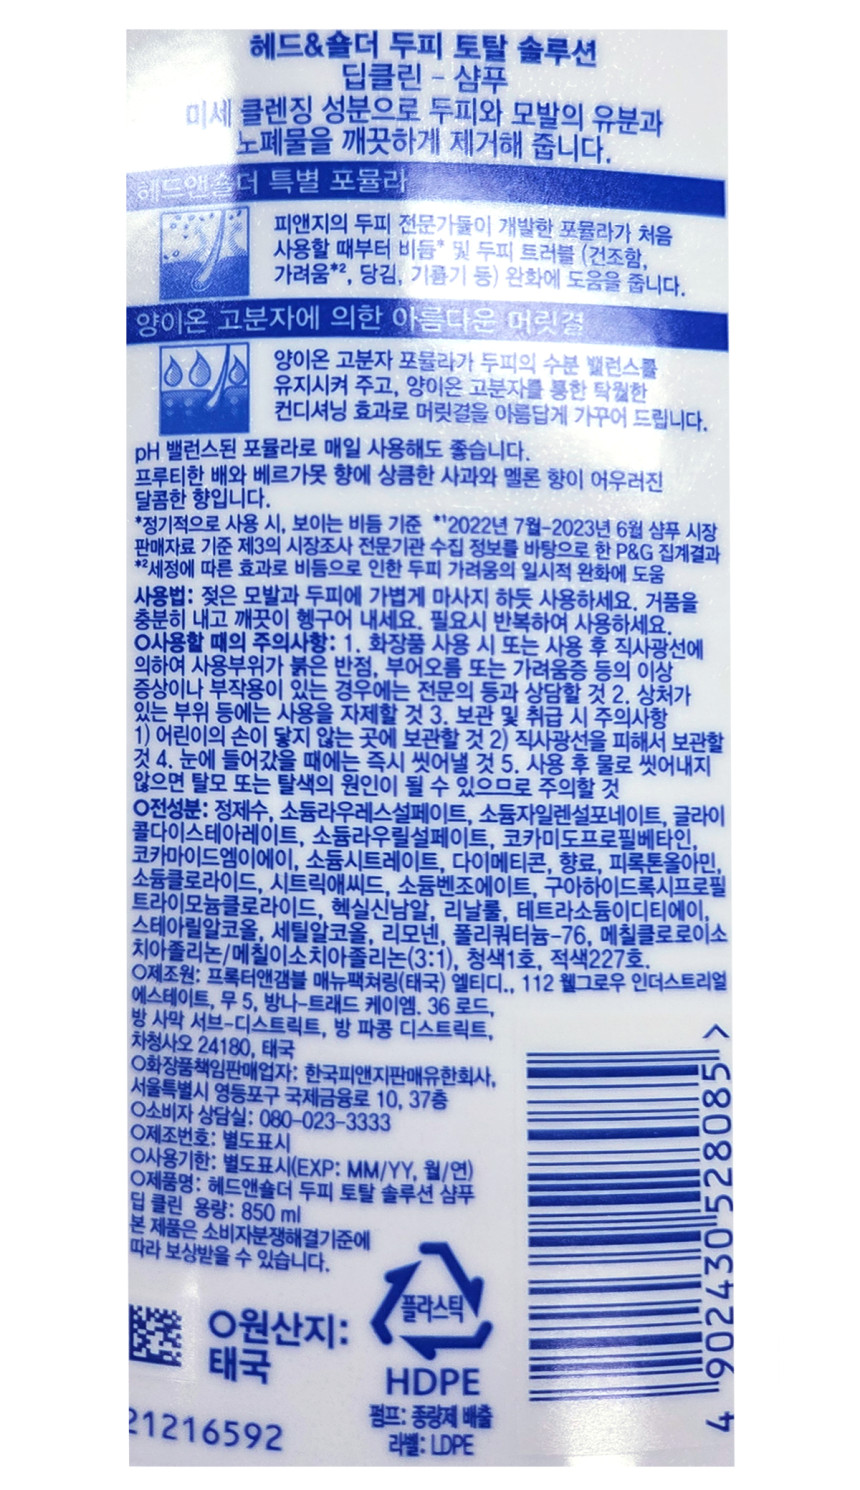 헤드&숄더 두피 토탈 솔루션
딥클린 - 샴푸
미세 클렌징 성분으로 두피와 모발의 유분과
노폐물을 깨끗하게 제거해 줍니다.
헤드앤숄더 특별 포뮬라
피앤지의 두피 전문가들이 개발한 포뮬라가 처음
사용할 때부터 비듬* 및 두피 트러블 (건조함,
가려움*², 당김, 기름기 등) 완화에 도움을 줍니다.
양이온 고분자에 의한 아름다운 머릿결
양이온 고분자 포뮬라가 두피의 수분 밸런스를
유지시켜 주고, 양이온 고분자를 통한 탁월한
컨디셔닝 효과로 머릿결을 아름답게 가꾸어 드립니다.
pH 밸런스된 포뮬라로 매일 사용해도 좋습니다.
프루티한 배와 베르가못 향에 상큼한 사과와 멜론 향이 어우러진
달콤한 향입니다.
*정기적으로 사용 시, 보이는 비듬 기준 *¹2022년 7월-2023년 6월 샴푸 시장
판매자료 기준 제3의 시장조사 전문기관 수집 정보를 바탕으로 한 P&G 집계결과
*²세정에 따른 효과로 비듬으로 인한 두피 가려움의 일시적 완화에 도움
사용법: 젖은 모발과 두피에 가볍게 마사지 하듯 사용하세요. 거품을
충분히 내고 깨끗이 헹구어 내세요. 필요시 반복하여 사용하세요.
O사용할 때의 주의사항: 1. 화장품 사용 시 또는 사용 후 직사광선에
의하여 사용부위가 붉은 반점, 부어오름 또는 가려움증 등의 이상
증상이나 부작용이 있는 경우에는 전문의 등과 상담할 것 2. 상처가
있는 부위 등에는 사용을 자제할 것 3. 보관 및 취급 시 주의사항
1) 어린이의 손이 닿지 않는 곳에 보관할 것 2) 직사광선을 피해서 보관할
것 4. 눈에 들어갔을 때에는 즉시 씻어낼 것 5. 사용 후 물로 씻어내지
않으면 탈모 또는 탈색의 원인이 될 수 있으므로 주의할 것
O전성분: 정제수, 소듐라우레스설페이트, 소듐자일렌설포네이트, 글라이
콜다이스테아레이트, 소듐라우릴설페이트, 코카미도프로필베타인,
코카마이드엠이에이, 소듐시트레이트, 다이메티콘, 향료, 피록톤올아민,
소듐클로라이드, 시트릭애씨드, 소듐벤조에이트, 구아하이드록시프로필
트라이모늄클로라이드, 헥실신남알, 리날룰, 테트라소듐이디티에이,
스테아릴알코올, 세틸알코올, 리모넨, 폴리쿼터늄-76, 메칠클로로이소
치아졸리논/메칠이소치아졸리논(3:1), 청색1호, 적색227호.
O제조원: 프록터앤갬블 매뉴팩쳐링(태국) 엘티디., 112 웰그로우 인더스트리얼
에스테이트, 무 5, 방나-트래드 케이엠. 36 로드,
방 사막 서브-디스트릭트, 방 파콩 디스트릭트,
차청사오 24180, 태국
O화장품책임판매업자: 한국피앤지판매유한회사,
서울특별시 영등포구 국제금융로 10, 37층
O소비자 상담실: 080-023-3333
O제조번호: 별도표시
O사용기한: 별도표시(EXP: MM/YY, 월/연)
O제품명: 헤드앤숄더 두피 토탈 솔루션 샴푸
딥 클린 용량: 850 ml
본 제품은 소비자분쟁해결기준에
따라 보상받을 수 있습니다.
O원산지:
태국
21216592
플라스틱
HDPE
펌프: 종량제 배출
라벨: LDPE
4 902430 528085 >